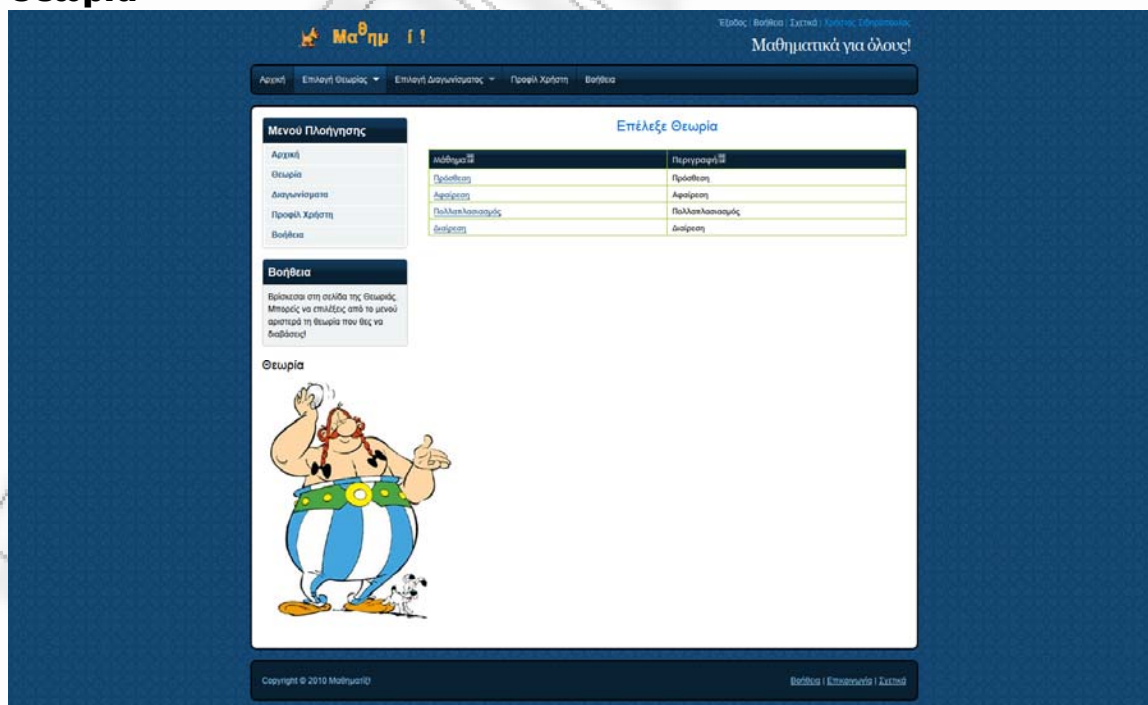 Θεωρία
Μαθημ ί !
Έξοδος | Βοήθεια | Σχετικά |
Μαθηματικά για όλους!
Αρχική Επιλογή Θεωρίας Επιλογή Διαγωνίσματος Προφίλ Χρήστη Βοήθεια
Μενού Πλοήγησης
Αρχική
Θεωρία
Διαγωνίσματα
Προφίλ Χρήστη
Βοήθεια
Επέλεξε Θεωρία
Μάθημα Περιγραφή
Πρόσθεση Πρόσθεση
Αφαίρεση Αφαίρεση
Πολλαπλασιασμός Πολλαπλασιασμός
Διαίρεση Διαίρεση
Βοήθεια
Βρίσκεσαι στη σελίδα της Θεωρίάς.
Μπορείς να επιλέξεις από το μενού
αριστερά τη θεωρία που θες να
διαβάσεις!
Θεωρία
Copyright © 2010 Μαθηματί@
Βοήθεια | Επικοινωνία | Σχετικά